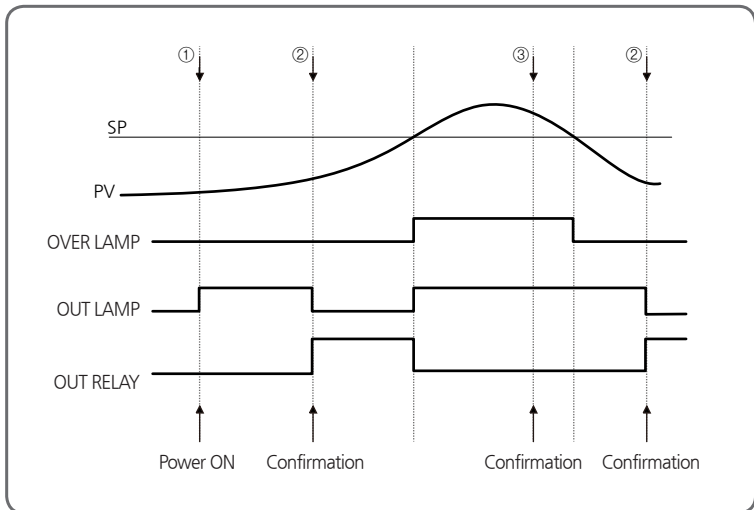 ① ② ③ ②
SP
PV
OVER LAMP
OUT LAMP
OUT RELAY
Power ON Confirmation Confirmation Confirmation